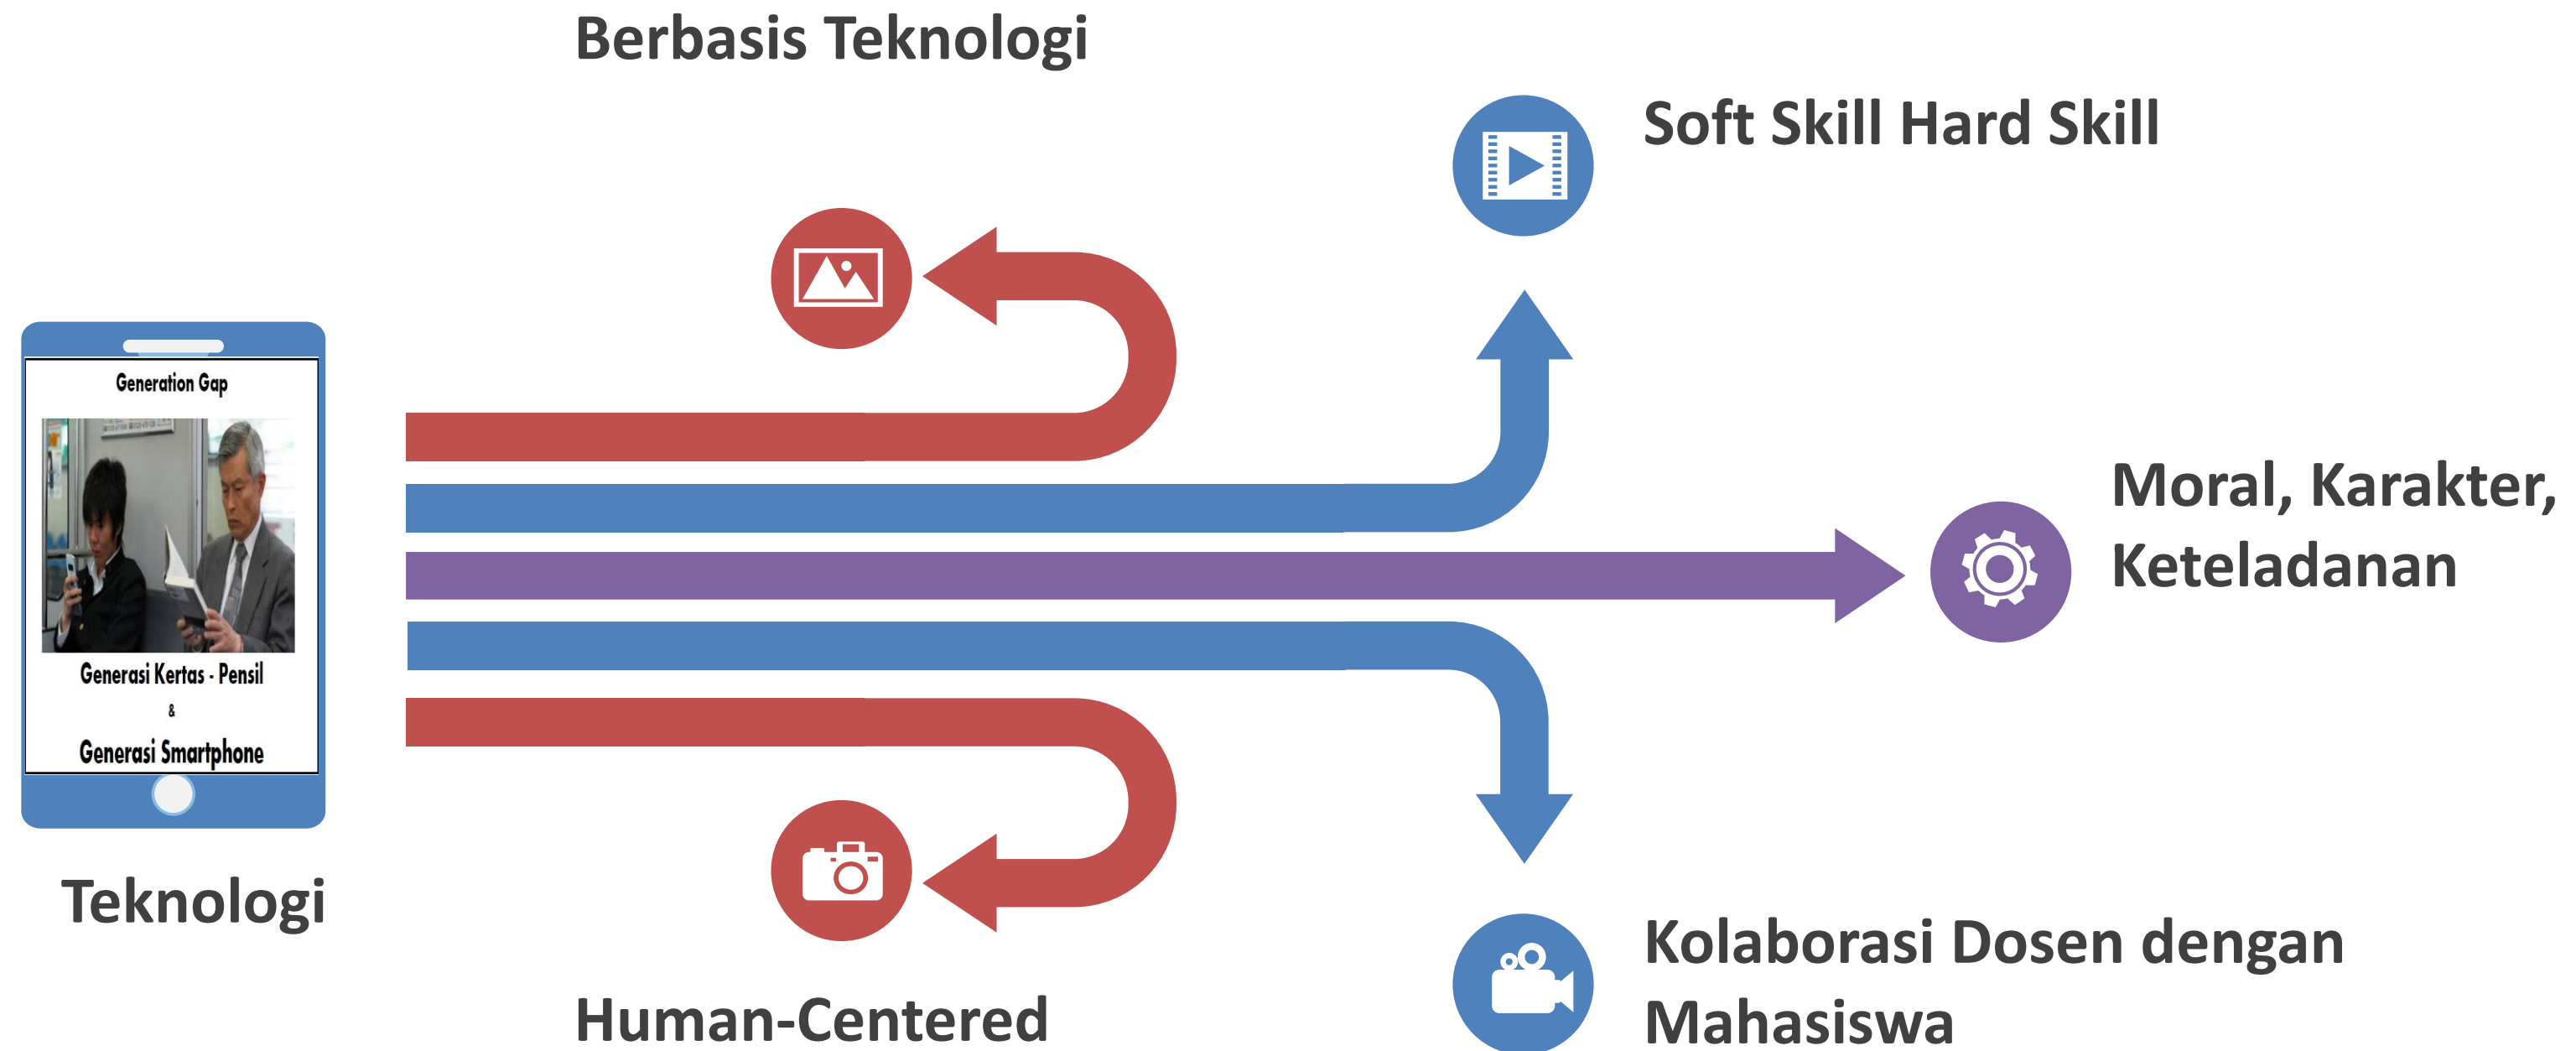 Berbasis Teknologi
Soft Skill Hard Skill
Generation Gap
Generasi Kertas - Pensil
&
Generasi Smartphone
Teknologi
Moral, Karakter,
Keteladanan
Human-Centered
Kolaborasi Dosen dengan
Mahasiswa